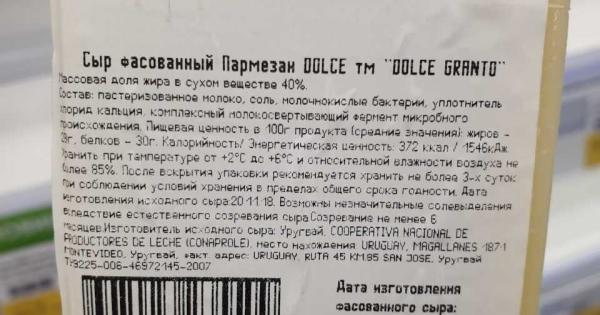 Сыр фасованный Пармезан DOLCE тм "DOLCE GRANTO"
Массовая доля жира в сухом веществе 40%.
Состав: пастеризованное молоко, соль, молочнокислые бактерии, уплотнитель
хлорид кальция, комплексный молокосвертывающий фермент микробного
происхождения. Пищевая ценность в 100г продукта (средние значения): жиров -
28г, белков - 30г. Калорийность/ Энергетическая ценность: 372 ккал / 1546кДж.
Хранить при тампературе от +2°С до +6°С и относительной влажности воздуха не
более 85%. После вскрытия упаковки рекомендуется хранить не более 3-х суток
при соблюдении условий хранения в пределах общего срока годности. Дата
изготовления исходного сыра:20.11.18. Возможны незначительные солевыделения
вследствие естественного созревания сыра.Созревание не менее 6
месяцев.Изготовитель исходного сыра: Уругвай, COOPERATIVA NACIONAL DE
PRODUCTORES DE LECHE (CONAPROLE), место нахождения: URUGUAY, MAGALLANES 1871
MONTEVIDEO, Уругвай, факт. адрес: URUGUAY, RUTA 45 KM.95 SAN JOSE, Уругвай
ТУ9225-006-46972145-2007
Дата изготовления
фасованного сыра: